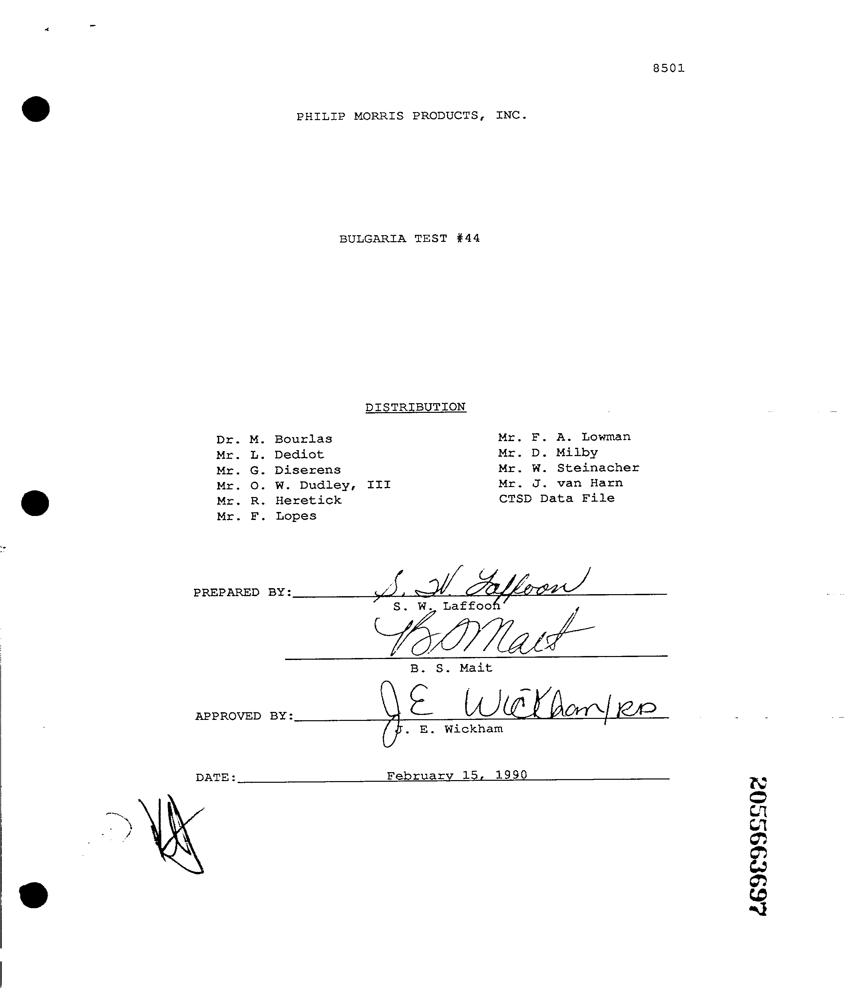 8501
PHILIP MORRIS PRODUCTS, INC.
BULGARIA TEST #44
DISTRIBUTION
Dr. M. Bourlas
Mr. L. Dediot
Mr. G. Diserens
Mr. O. W. Dudley, III
Mr. R. Heretick
Mr. F. Lopes
Mr. F. A. Lowman
Mr. D. Milby
Mr. W. Steinacher
Mr. J. van Harn
CTSD Data File
PREPARED BY: S. W. Laffoon
S. W. Laffoon
B S Mait
B. S. Mait
APPROVED BY: J E Wickham/RD
J. E. Wickham
DATE: February 15, 1990
2055663697